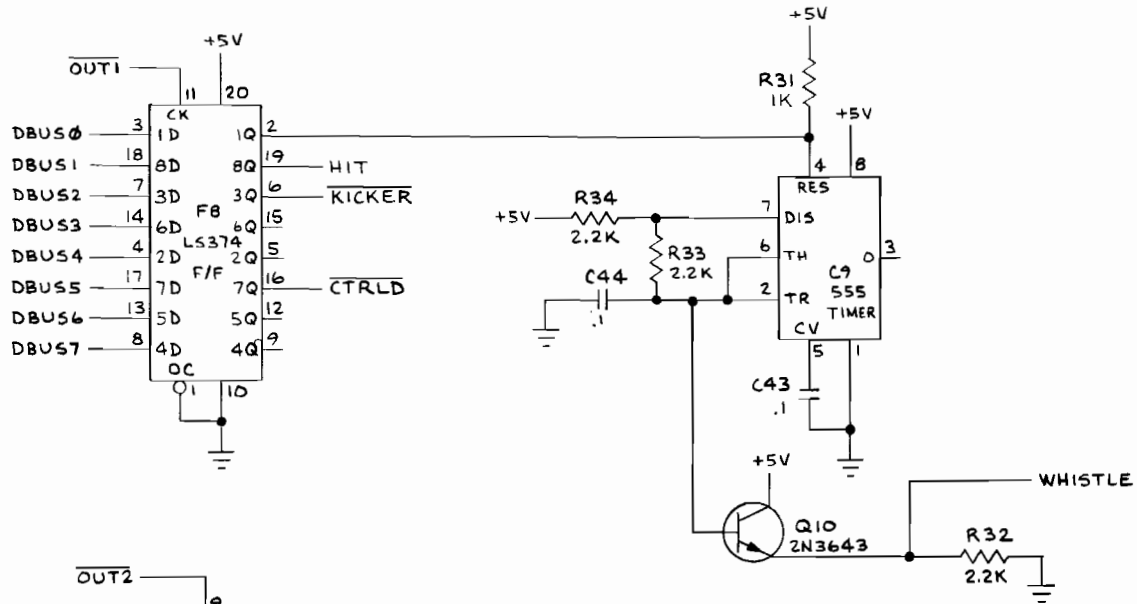 +5V
+5V
OUT1
R31
1K
+5V
11 20
CK
DBUS0 3 1D 1Q 2
4 8
RES
DBUS1 18 8D 8Q 19 HIT
DBUS2 7 3D 3Q 6 KICKER
DBUS3 14 6D F8 6Q 15
DBUS4 4 2D LS374 2Q 5
DBUS5 17 7D F/F 7Q 16 CTRLD
DBUS6 13 5D 5Q 12
DBUS7 8 4D 4Q 9
OC
1 10
R34
+5V
2.2K
7 DIS
R33
2.2K
6 TH
O 3
C9
555
TIMER
C44
.1
2 TR
CV
5 1
C43
.1
+5V
WHISTLE
Q10
2N3643
R32
2.2K
OUT2
9